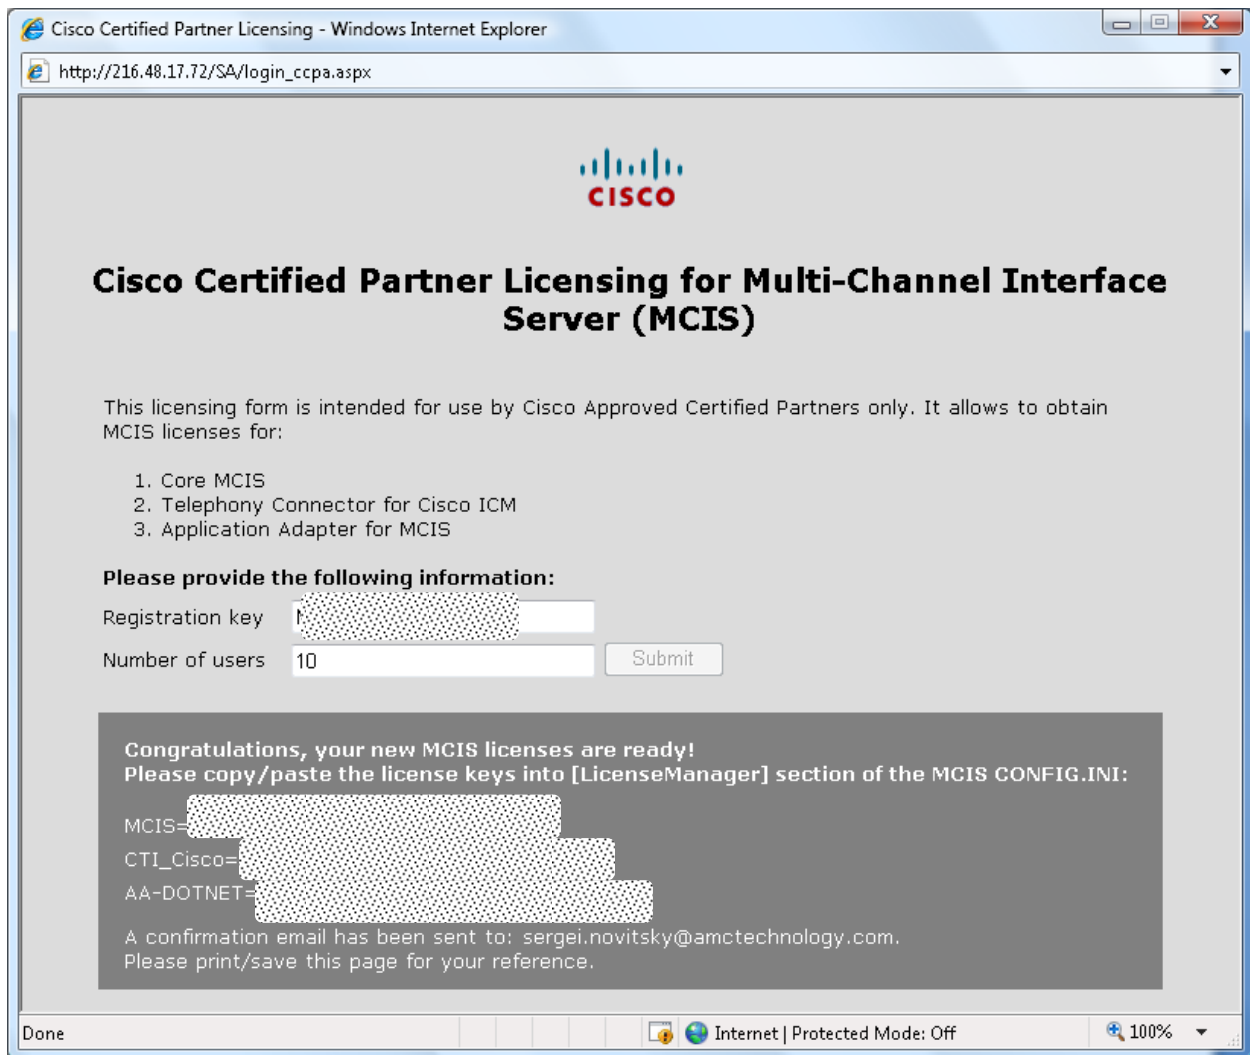 Cisco Certified Partner Licensing - Windows Internet Explorer
http://216.48.17.72/SA/login_ccpa.aspx
CISCO
Cisco Certified Partner Licensing for Multi-Channel Interface
Server (MCIS)
This licensing form is intended for use by Cisco Approved Certified Partners only. It allows to obtain
MCIS licenses for:
1. Core MCIS
2. Telephony Connector for Cisco ICM
3. Application Adapter for MCIS
Please provide the following information:
Registration key
Number of users 10 Submit
Congratulations, your new MCIS licenses are ready!
Please copy/paste the license keys into [LicenseManager] section of the MCIS CONFIG.INI:
MCIS=
CTI_Cisco=
AA-DOTNET=
A confirmation email has been sent to: sergei.novitsky@amctechnology.com.
Please print/save this page for your reference.
Done Internet | Protected Mode: Off 100%